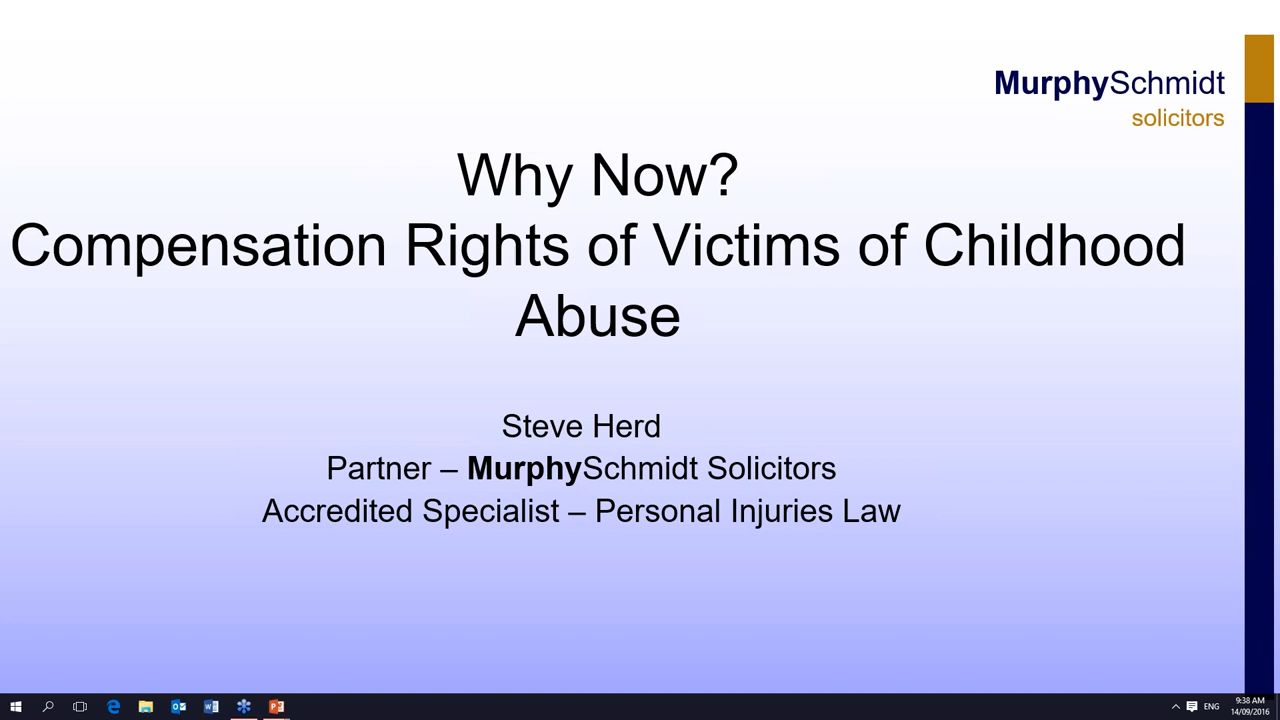 MurphySchmidt
solicitors
Why Now?
Compensation Rights of Victims of Childhood
Abuse
Steve Herd
Partner – MurphySchmidt Solicitors
Accredited Specialist – Personal Injuries Law
ENG
9:38 AM
14/09/2016